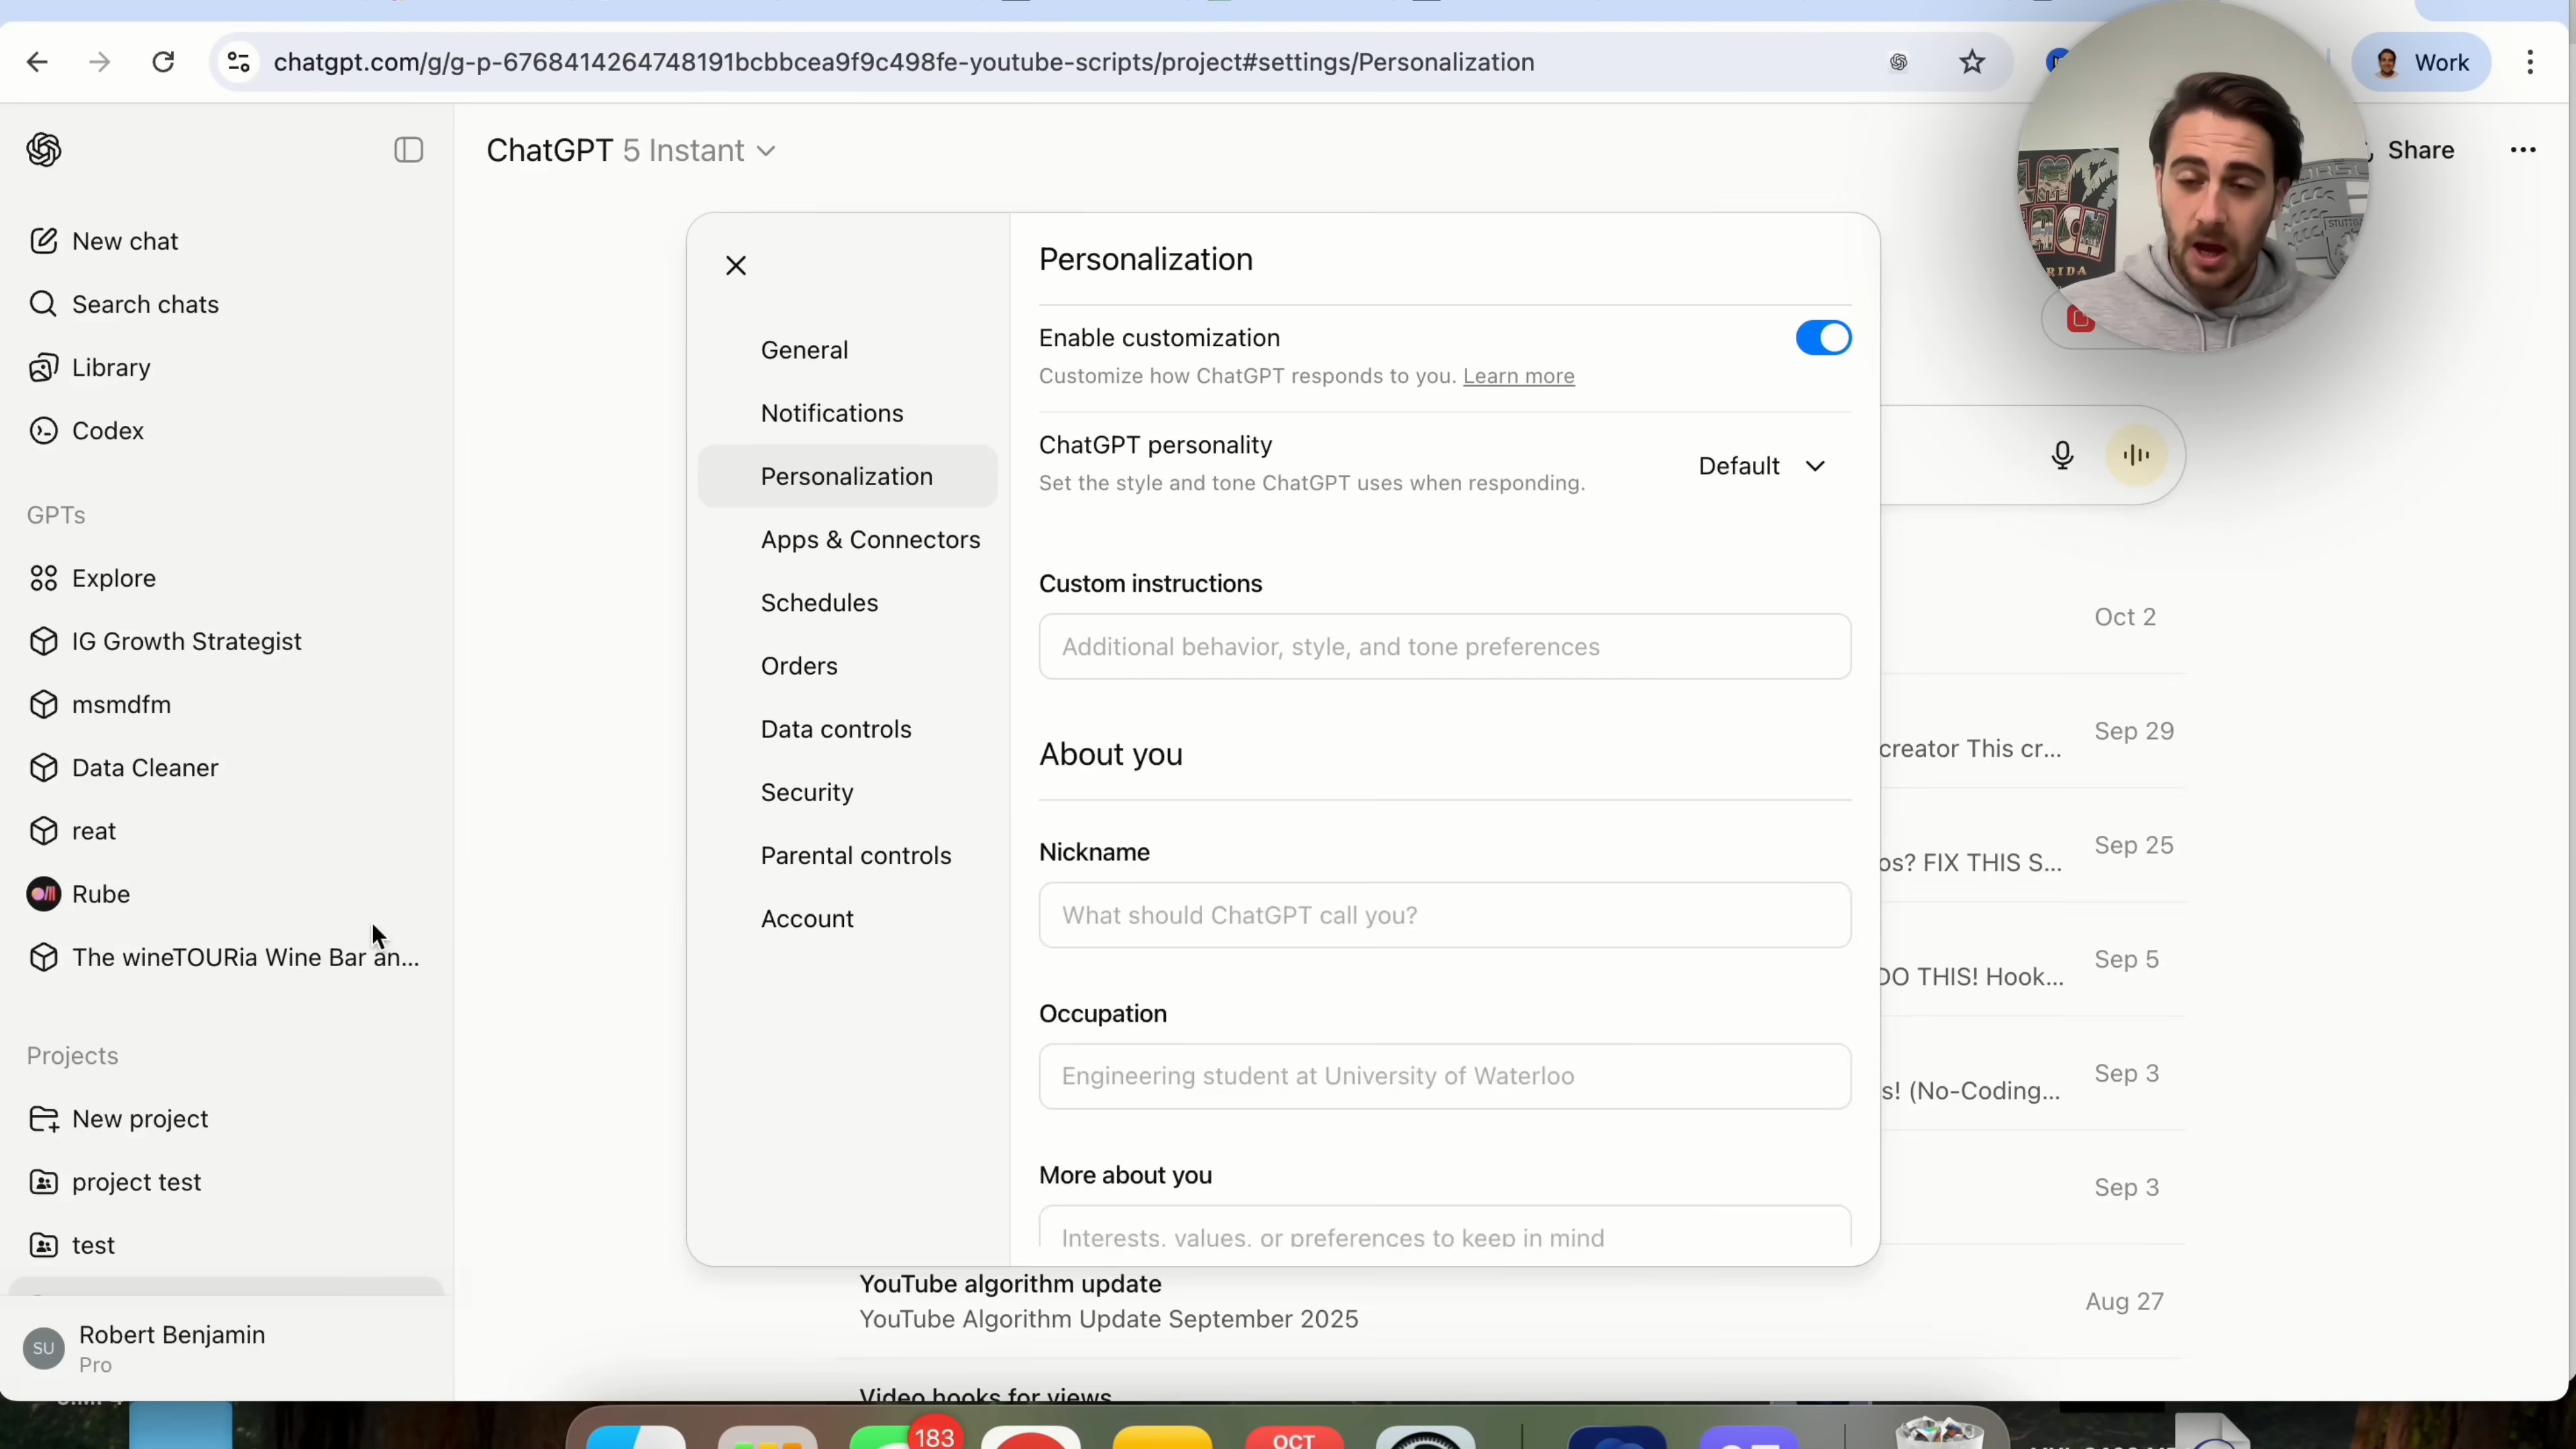 chatgpt.com/g/g-p-6768414264748191bcbbcea9f9c498fe-youtube-scripts/project#settings/Personalization
Work
ChatGPT 5 Instant
Share
New chat
Search chats
Library
Codex
GPTs
Explore
IG Growth Strategist
msmdfm
Data Cleaner
reat
Rube
The wineTOURia Wine Bar an...
Projects
New project
project test
test
SU
Robert Benjamin
Pro
General
Notifications
Personalization
Apps & Connectors
Schedules
Orders
Data controls
Security
Parental controls
Account
Personalization
Enable customization
Customize how ChatGPT responds to you. Learn more
ChatGPT personality
Set the style and tone ChatGPT uses when responding.
Default
Custom instructions
Additional behavior, style, and tone preferences
About you
Nickname
What should ChatGPT call you?
Occupation
Engineering student at University of Waterloo
More about you
Interests, values, or preferences to keep in mind
Oct 2
creator This cr...
Sep 29
os? FIX THIS S...
Sep 25
DO THIS! Hook...
Sep 5
s! (No-Coding...
Sep 3
Sep 3
YouTube algorithm update
YouTube Algorithm Update September 2025
Aug 27
Video hooks for views
183
OCT
RIDA
STUTTG